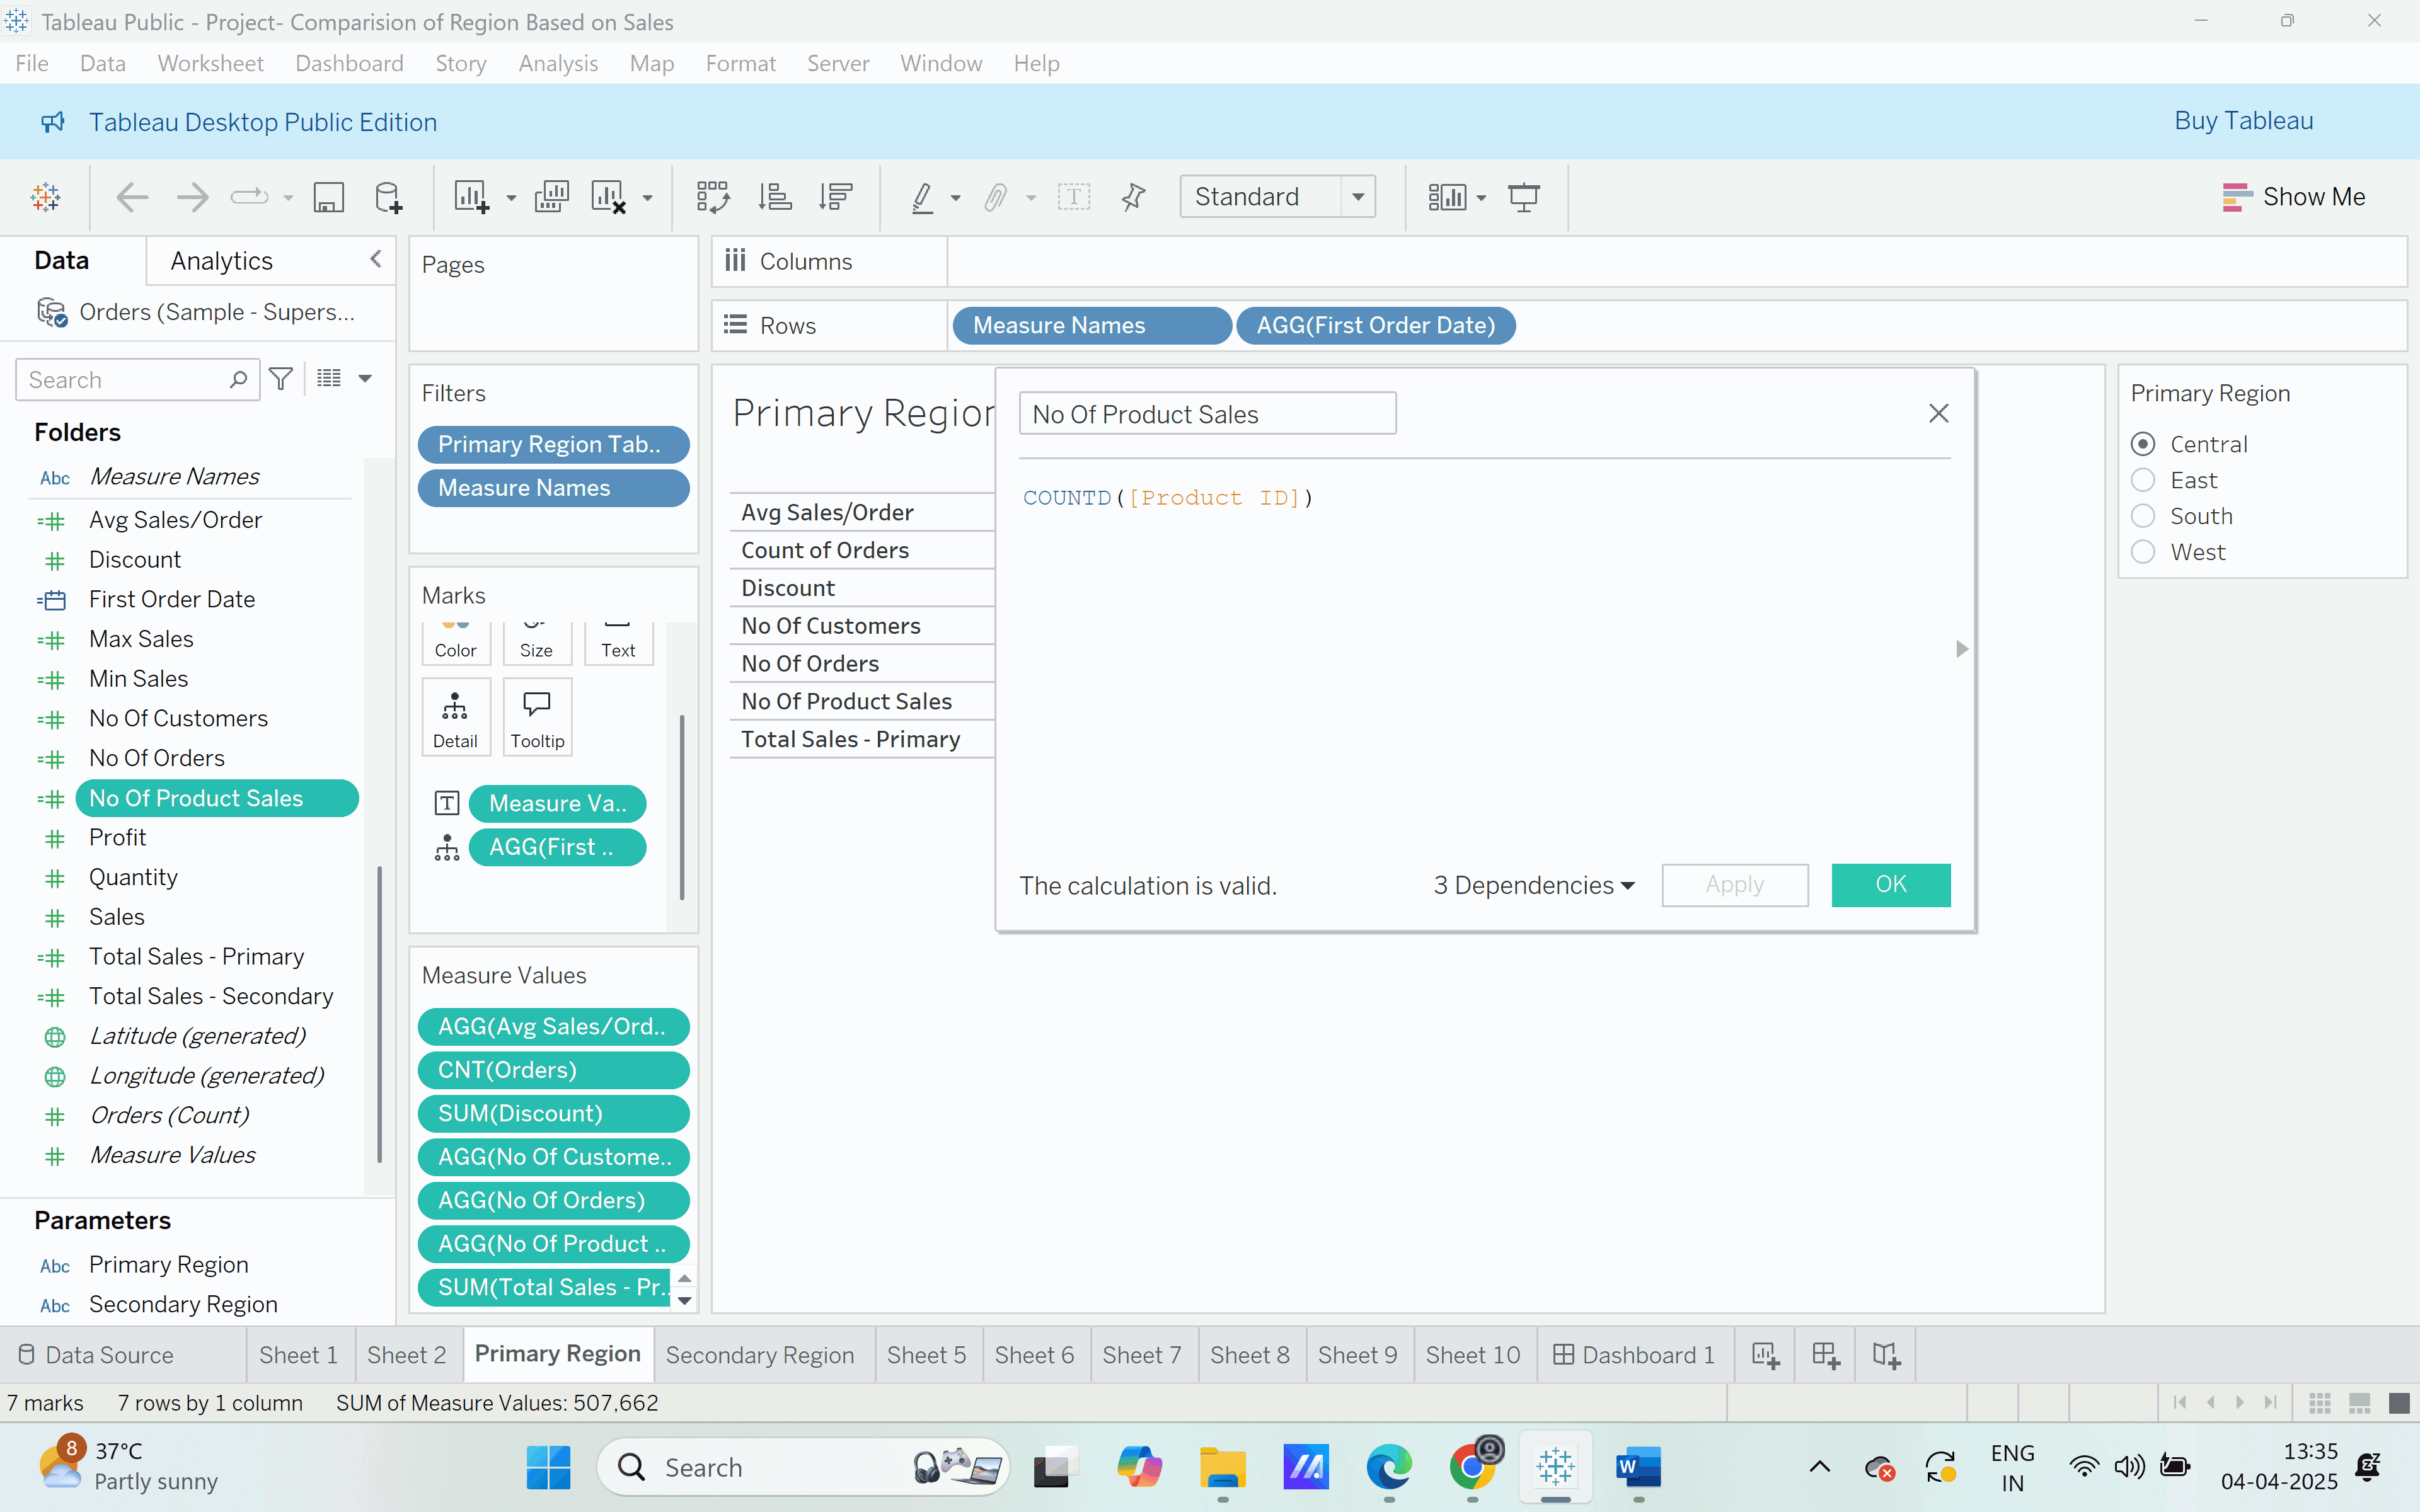 Tableau Public - Project- Comparision of Region Based on Sales
File Data Worksheet Dashboard Story Analysis Map Format Server Window Help
Tableau Desktop Public Edition
Buy Tableau
Standard
Show Me
Data
Analytics
Orders (Sample - Supers...
Search
Folders
Abc Measure Names
Avg Sales/Order
Discount
First Order Date
Max Sales
Min Sales
No Of Customers
No Of Orders
No Of Product Sales
Profit
Quantity
Sales
Total Sales - Primary
Total Sales - Secondary
Latitude (generated)
Longitude (generated)
Orders (Count)
Measure Values
Parameters
Abc Primary Region
Abc Secondary Region
Pages
Filters
Primary Region Tab..
Measure Names
Marks
Color
Size
Text
Detail
Tooltip
Measure Va..
AGG(First ..
Measure Values
AGG(Avg Sales/Ord..
CNT(Orders)
SUM(Discount)
AGG(No Of Custome..
AGG(No Of Orders)
AGG(No Of Product ..
SUM(Total Sales - Pr..
Columns
Rows
Measure Names
AGG(First Order Date)
Primary Region
Avg Sales/Order
Count of Orders
Discount
No Of Customers
No Of Orders
No Of Product Sales
Total Sales - Primary
No Of Product Sales
COUNTD([Product ID])
The calculation is valid.
3 Dependencies
Apply
OK
Primary Region
Central
East
South
West
Data Source
Sheet 1
Sheet 2
Primary Region
Secondary Region
Sheet 5
Sheet 6
Sheet 7
Sheet 8
Sheet 9
Sheet 10
Dashboard 1
7 marks
7 rows by 1 column
SUM of Measure Values: 507,662
8
37°C
Partly sunny
Search
W
ENG
IN
13:35
04-04-2025